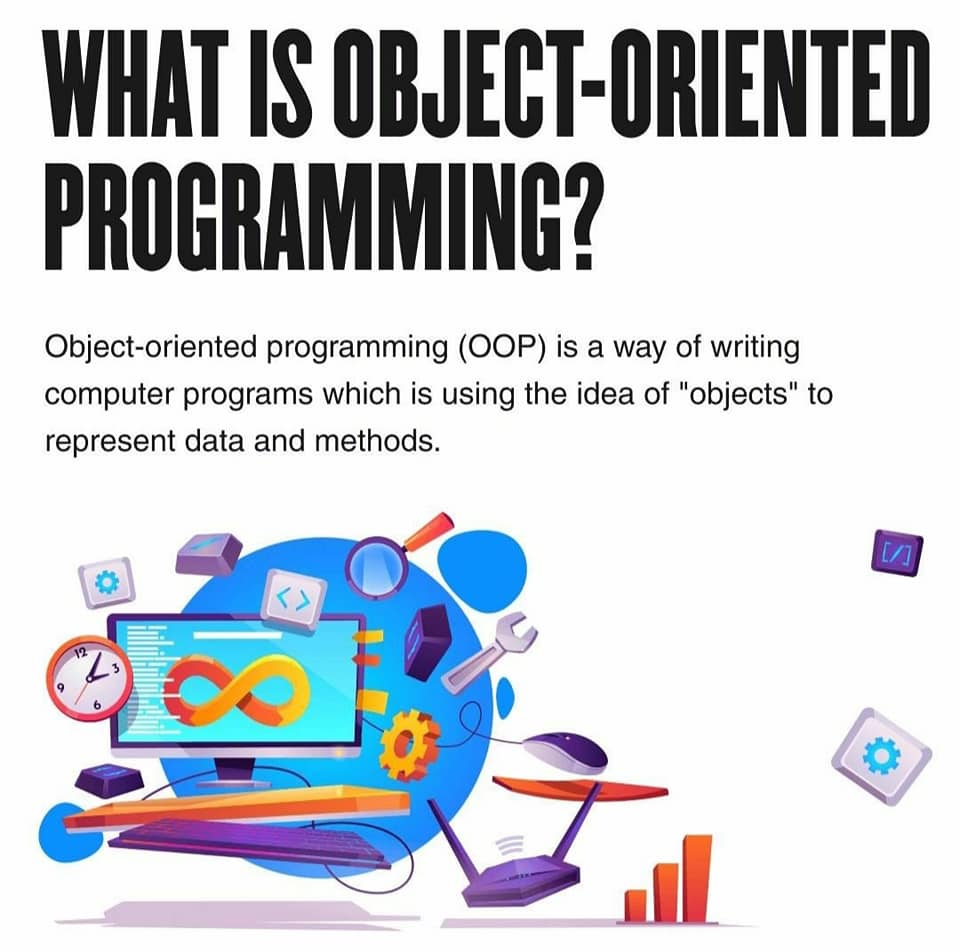 WHAT IS OBJECT-ORIENTED
PROGRAMMING?
Object-oriented programming (OOP) is a way of writing
computer programs which is using the idea of "objects" to
represent data and methods.
< >
[/]
12
3
6
9